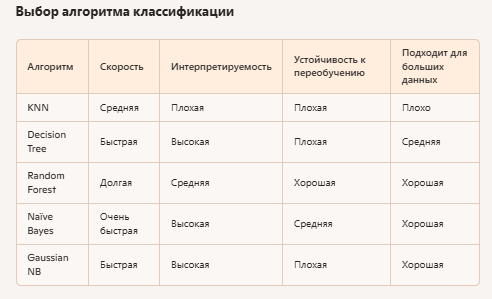 Выбор алгоритма классификации
Алгоритм Скорость Интерпретируемость Устойчивость к переобучению Подходит для больших данных
KNN Средняя Плохая Плохая Плохо
Decision Tree Быстрая Высокая Плохая Средняя
Random Forest Долгая Средняя Хорошая Хорошая
Naïve Bayes Очень быстрая Высокая Средняя Хорошая
Gaussian NB Быстрая Высокая Плохая Хорошая